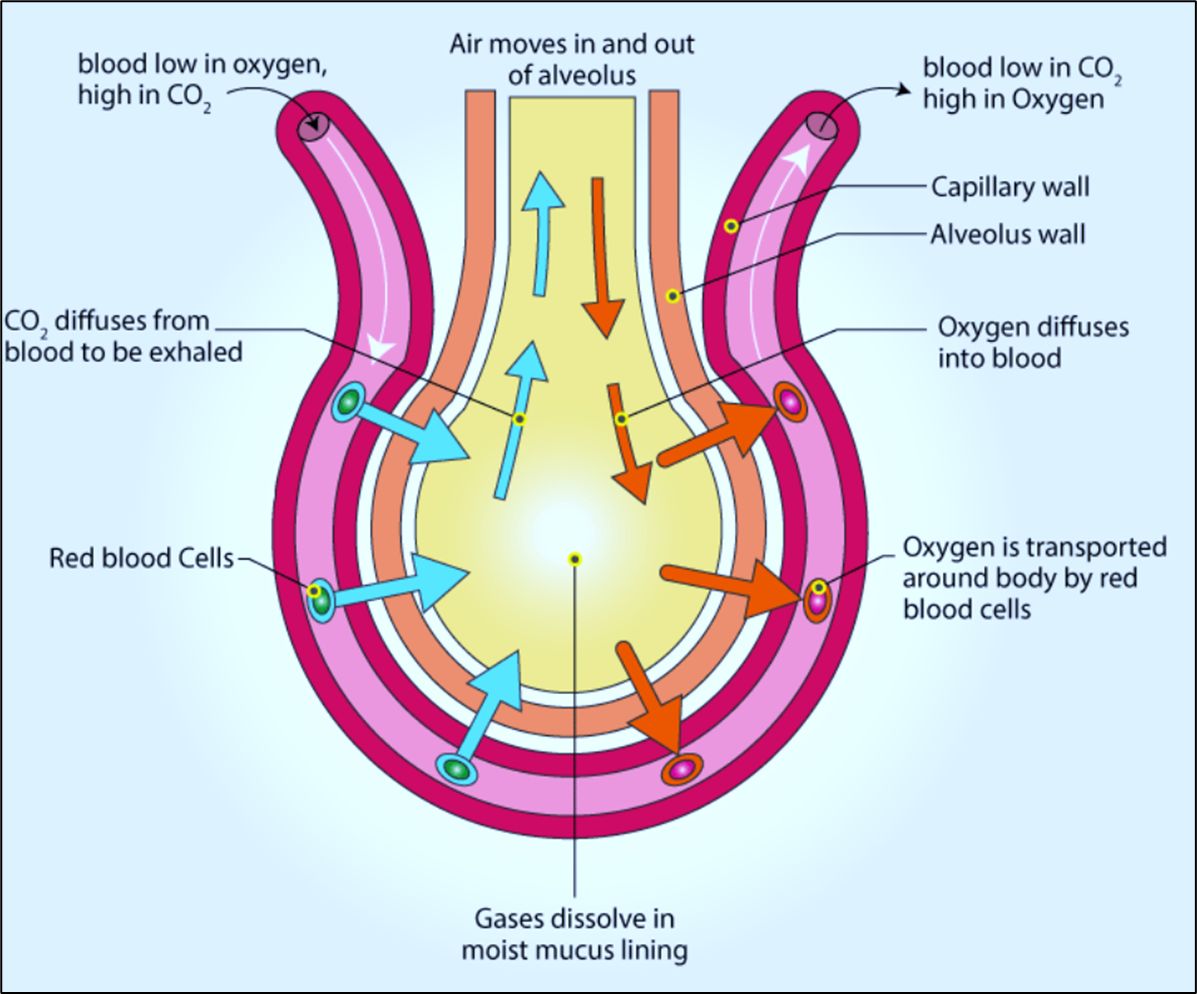 Air moves in and out
of alveolus
blood low in oxygen,
high in CO₂
blood low in CO₂
high in Oxygen
Capillary wall
Alveolus wall
CO₂ diffuses from
blood to be exhaled
Oxygen diffuses
into blood
Red blood Cells
Oxygen is transported
around body by red
blood cells
Gases dissolve in
moist mucus lining